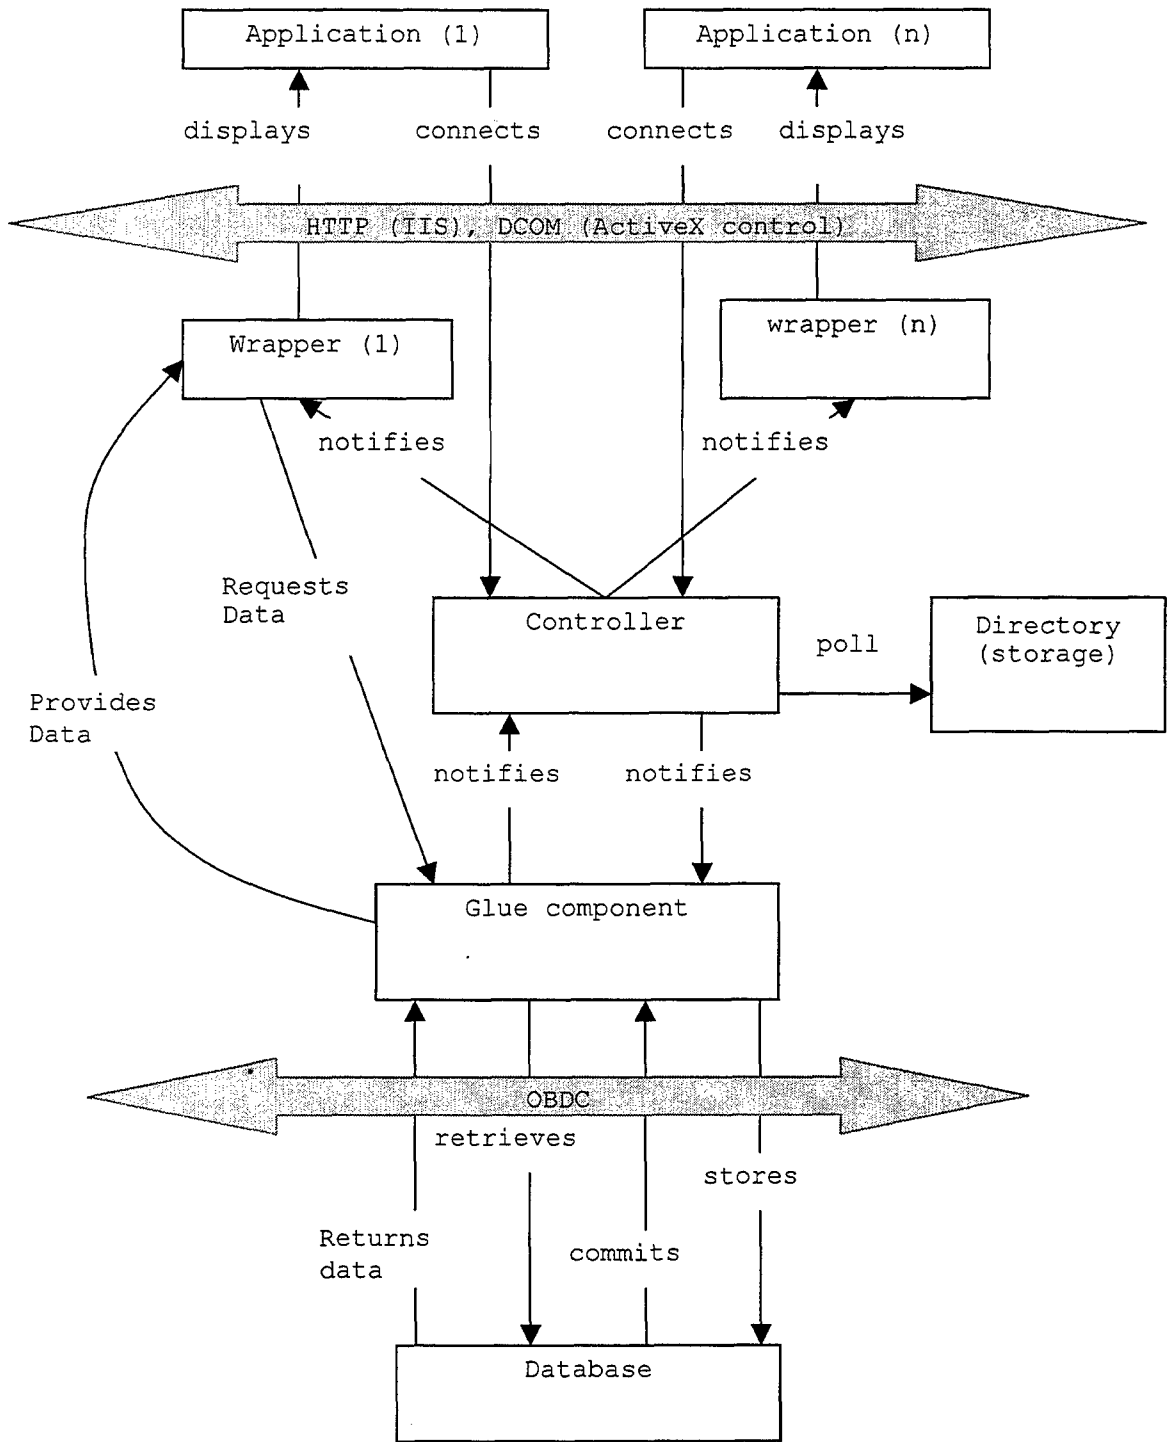 Application (1)
Application (n)
displays
connects
connects
displays
HTTP (IIS), DCOM (ActiveX control)
Wrapper (1)
wrapper (n)
notifies
notifies
Requests
Data
Controller
poll
Directory
(storage)
Provides
Data
notifies
notifies
Glue component
OBDC
retrieves
stores
Returns
data
commits
Database